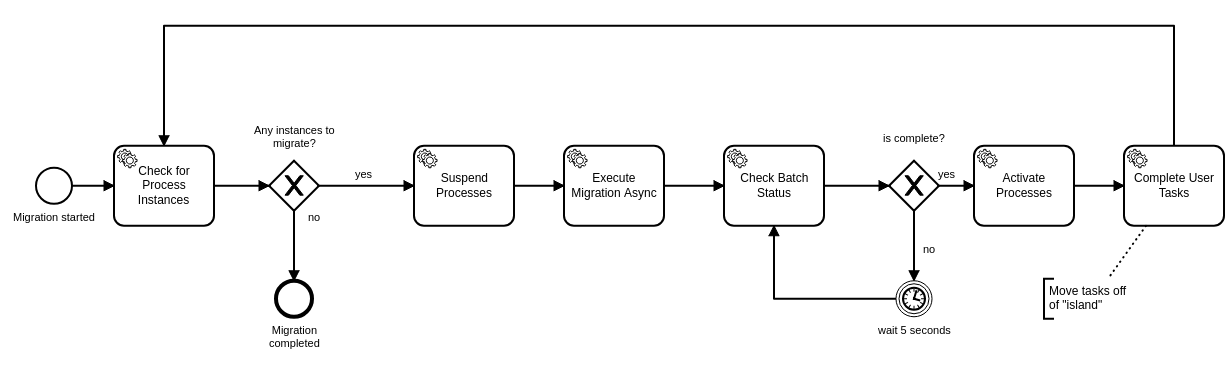 Any instances to
migrate?
is complete?
Check for
Process
Instances
yes
Suspend
Processes
Execute
Migration Async
Check Batch
Status
yes
Activate
Processes
Complete User
Tasks
Migration started
no
no
Move tasks off
of "island"
Migration
completed
wait 5 seconds